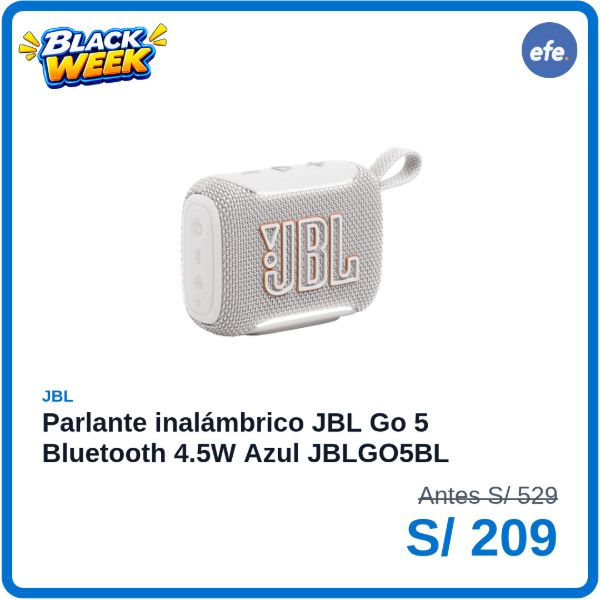 BLACK
WEEK
efe.
JBL
JBL
Parlante inalámbrico JBL Go 5
Bluetooth 4.5W Azul JBLGO5BL
Antes S/ 529
S/ 209